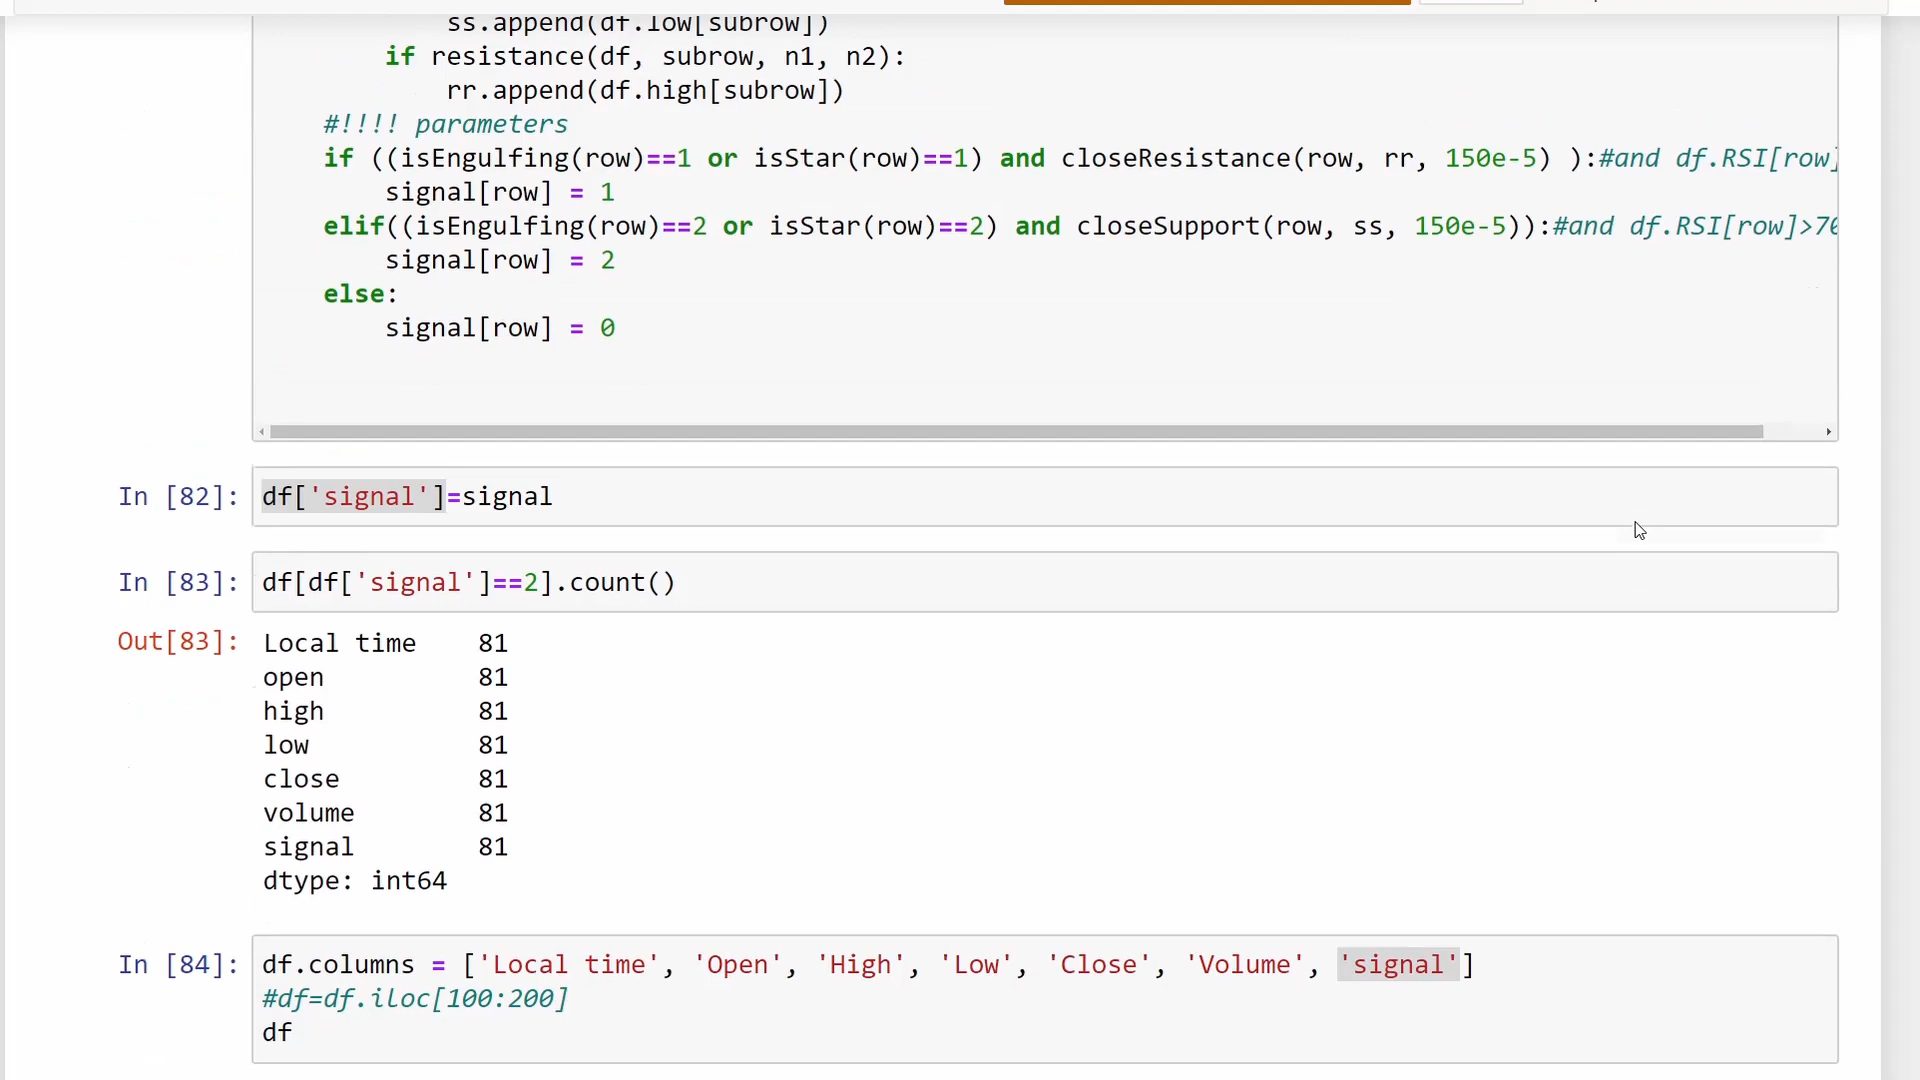 ss.append(df.low[subrow])
if resistance(df, subrow, n1, n2):
rr.append(df.high[subrow])
#!!!! parameters
if ((isEngulfing(row)==1 or isStar(row)==1) and closeResistance(row, rr, 150e-5) ):#and df.RSI[row]
signal[row] = 1
elif((isEngulfing(row)==2 or isStar(row)==2) and closeSupport(row, ss, 150e-5)):#and df.RSI[row]>70
signal[row] = 2
else:
signal[row] = 0
In [82]: df['signal']=signal
In [83]: df[df['signal']==2].count()
Out[83]: Local time 81
open 81
high 81
low 81
close 81
volume 81
signal 81
dtype: int64
In [84]: df.columns = ['Local time', 'Open', 'High', 'Low', 'Close', 'Volume', 'signal']
#df=df.iloc[100:200]
df